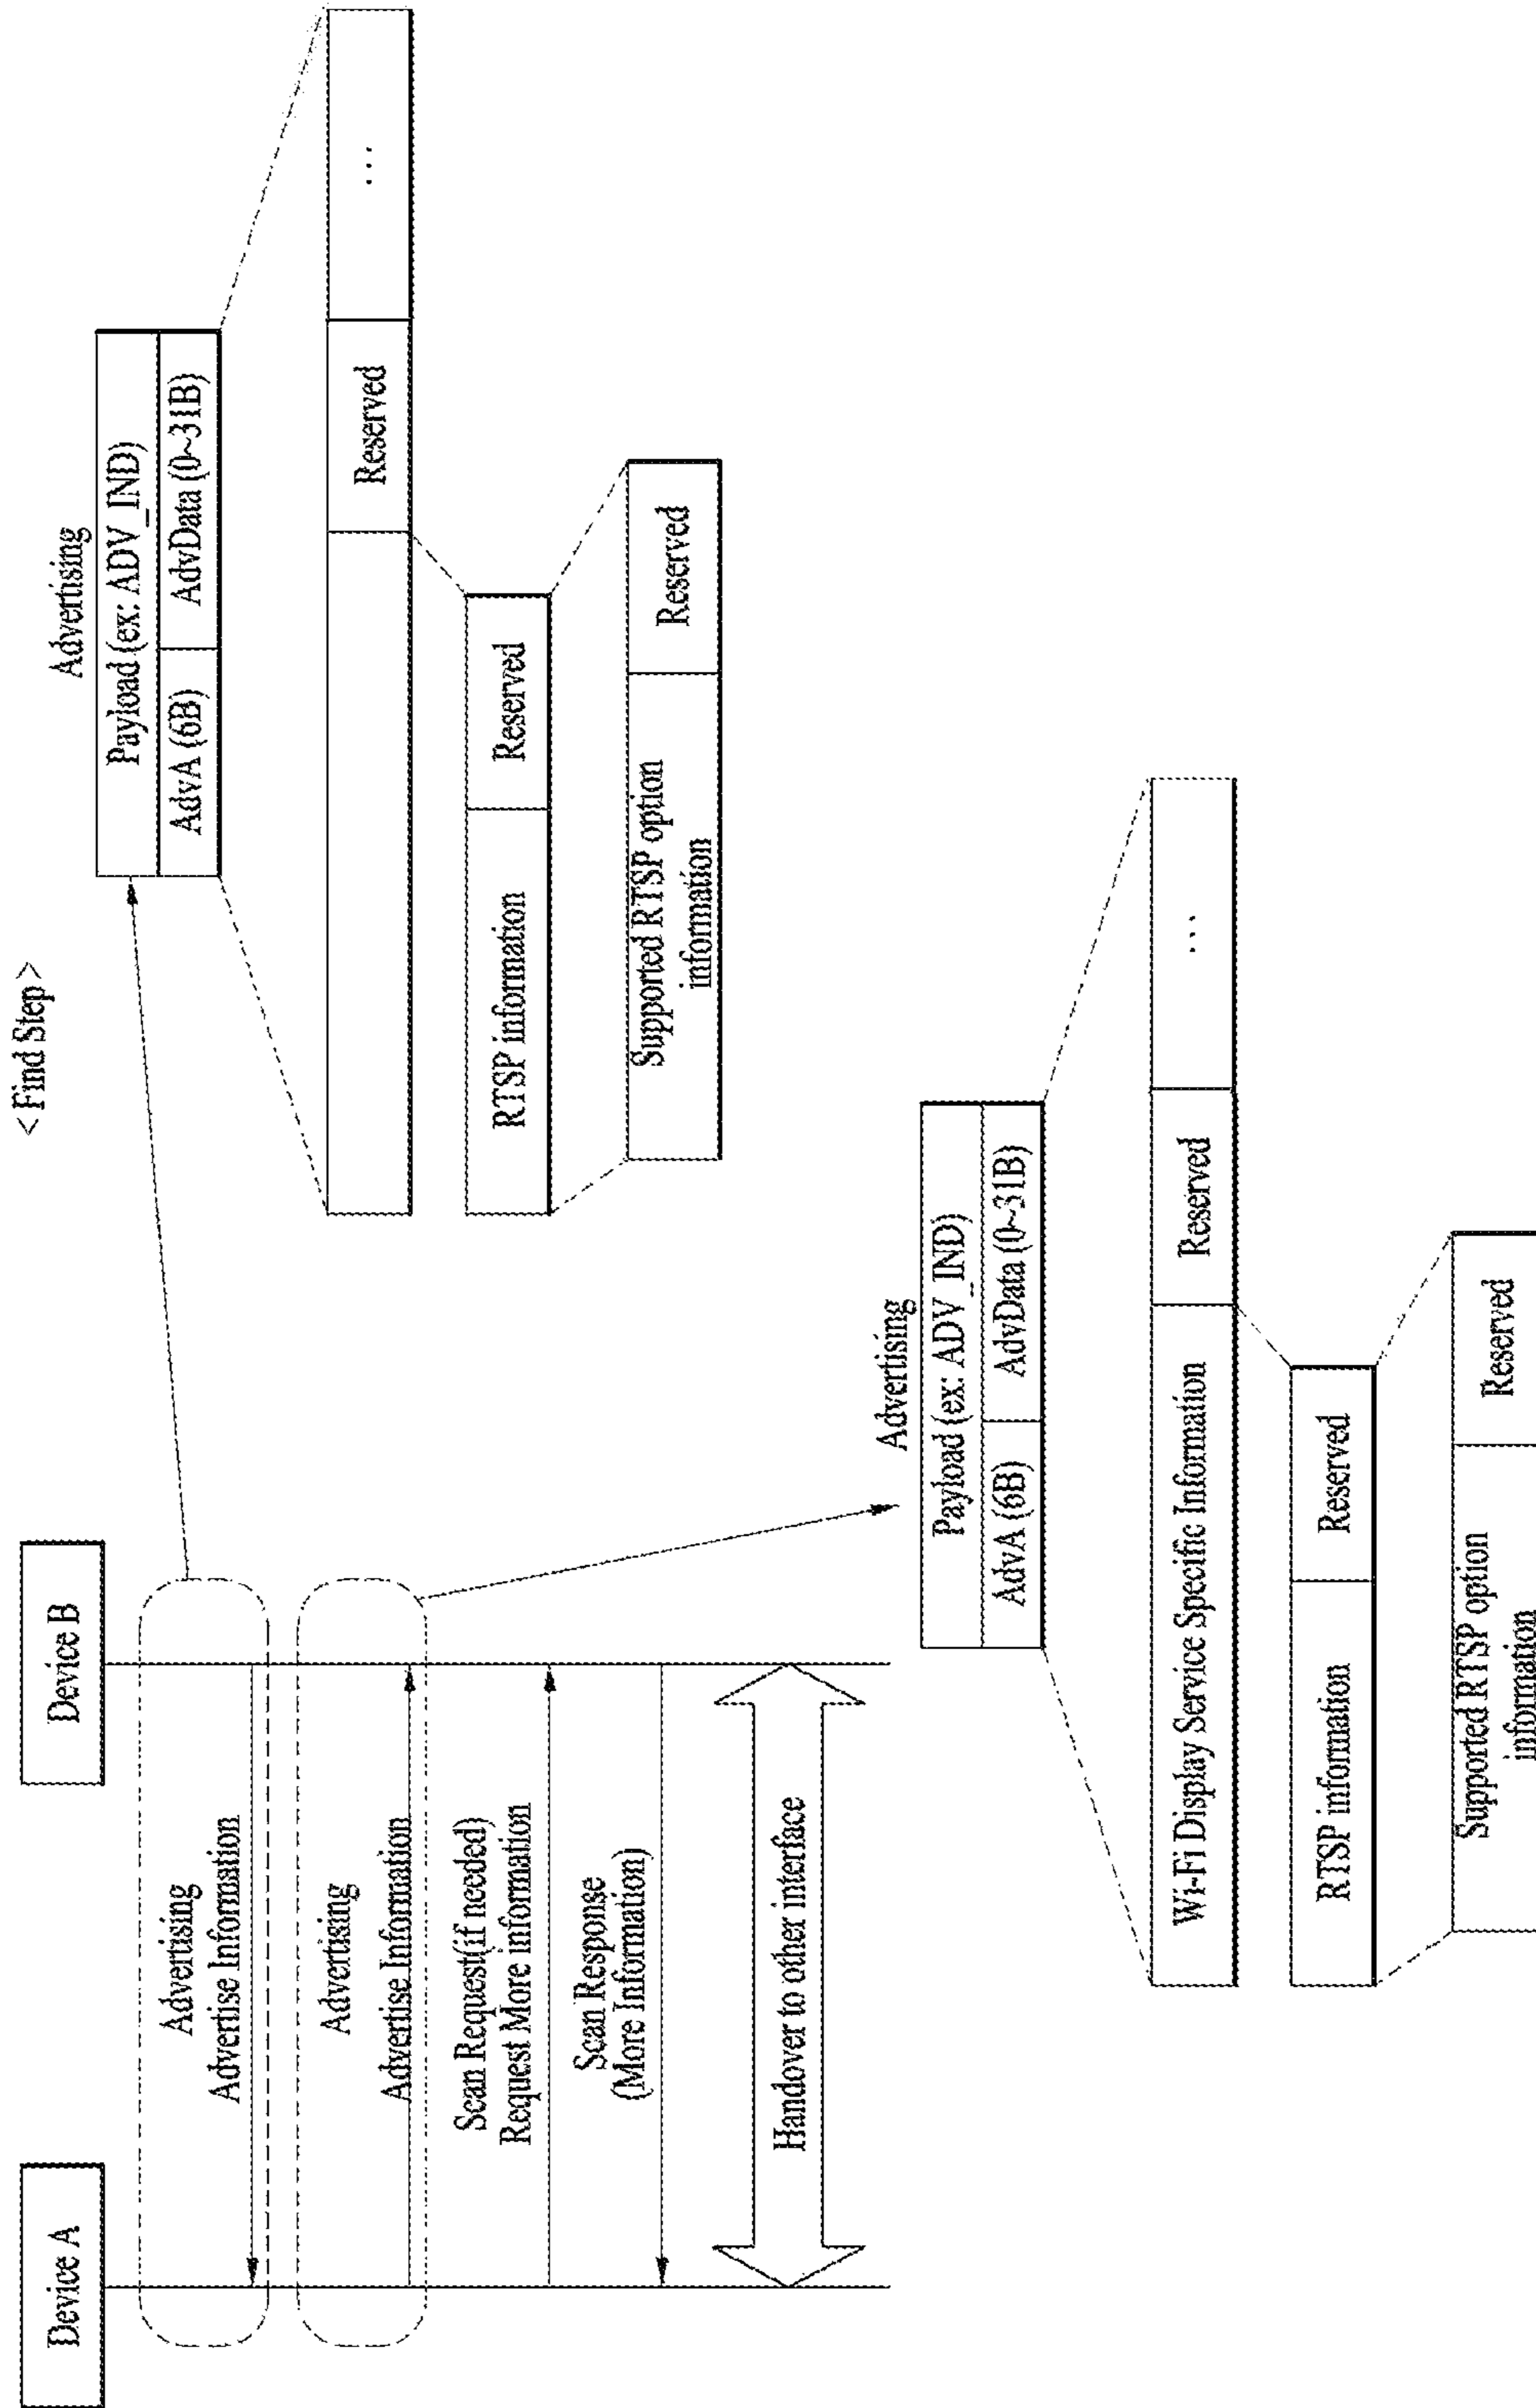 <Find Step>
Device A
Device B
Advertising
Advertise Information
Advertising
Advertise Information
Scan Request(if needed)
Request More information
Scan Response
(More Information)
Handover to other interface
Advertising
Payload (ex: ADV_IND)
AdvA (6B)
AdvData (0~31B)
Reserved
...
RTSP information
Reserved
Supported RTSP option
information
Reserved
Advertising
Payload (ex: ADV_IND)
AdvA (6B)
AdvData (0~31B)
Wi-Fi Display Service Specific Information
Reserved
...
RTSP information
Reserved
Supported RTSP option
information
Reserved